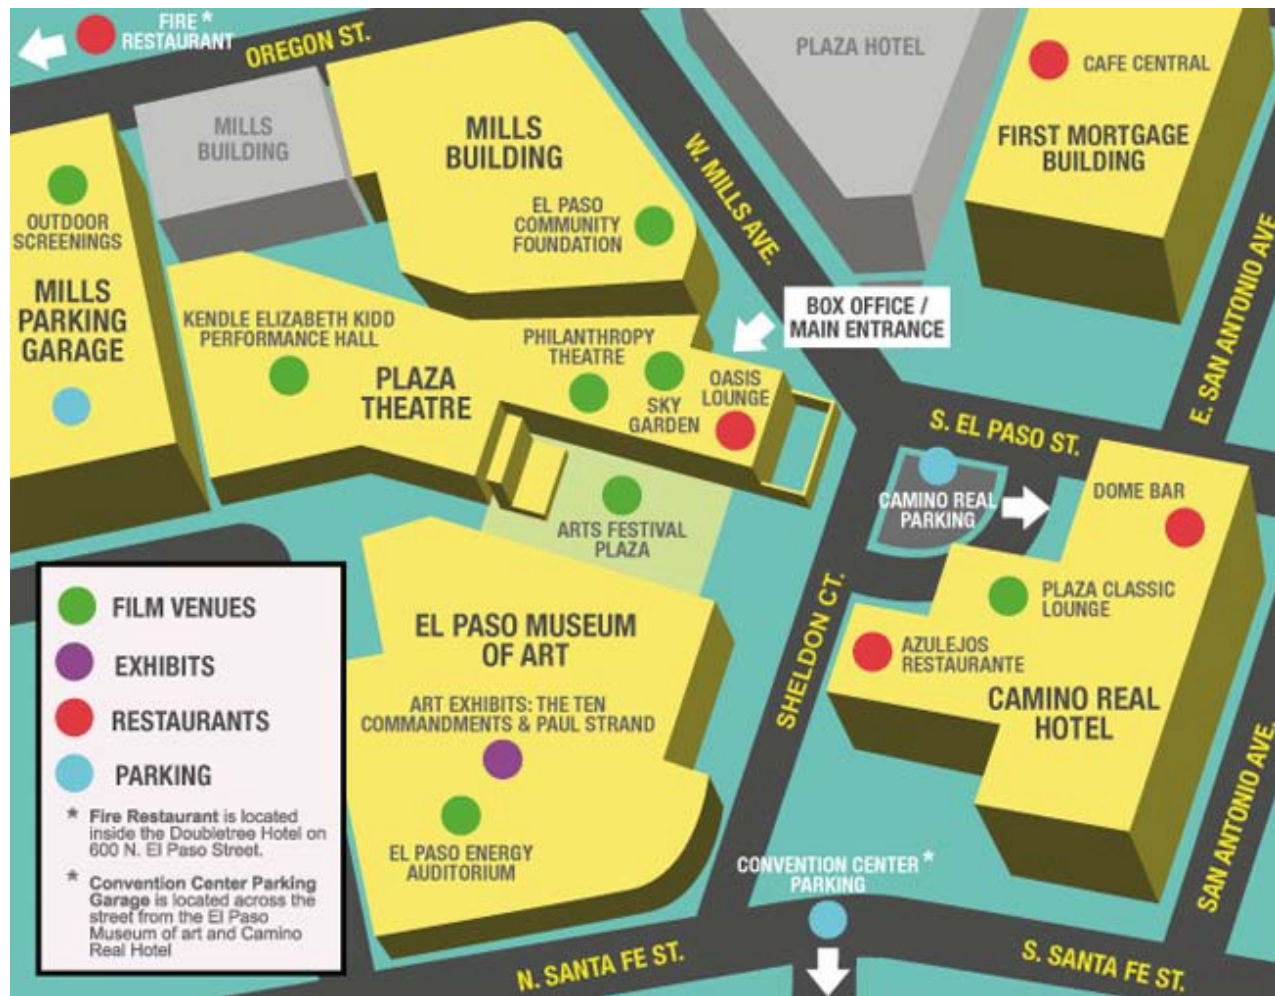 FIRE *
RESTAURANT
OREGON ST.
PLAZA HOTEL
CAFE CENTRAL
FIRST MORTGAGE
BUILDING
MILLS
BUILDING
MILLS
BUILDING
W. MILLS AVE.
EL PASO
COMMUNITY
FOUNDATION
OUTDOOR
SCREENINGS
MILLS
PARKING
GARAGE
KENDLE ELIZABETH KIDD
PERFORMANCE HALL
PLAZA
THEATRE
PHILANTHROPY
THEATRE
SKY
GARDEN
OASIS
LOUNGE
BOX OFFICE /
MAIN ENTRANCE
E. SAN ANTONIO AVE
S. EL PASO ST.
CAMINO REAL
PARKING
DOME BAR
ARTS FESTIVAL
PLAZA
PLAZA CLASSIC
LOUNGE
AZULEJOS
RESTAURANTE
CAMINO REAL
HOTEL
SHELDON CT.
EL PASO MUSEUM
OF ART
ART EXHIBITS: THE TEN
COMMANDMENTS & PAUL STRAND
EL PASO ENERGY
AUDITORIUM
SAN ANTONIO AVE.
CONVENTION CENTER *
PARKING
N. SANTA FE ST.
S. SANTA FE ST.
FILM VENUES
EXHIBITS
RESTAURANTS
PARKING
* Fire Restaurant is located
inside the Doubletree Hotel on
600 N. El Paso Street.
* Convention Center Parking
Garage is located across the
street from the El Paso
Museum of art and Camino
Real Hotel